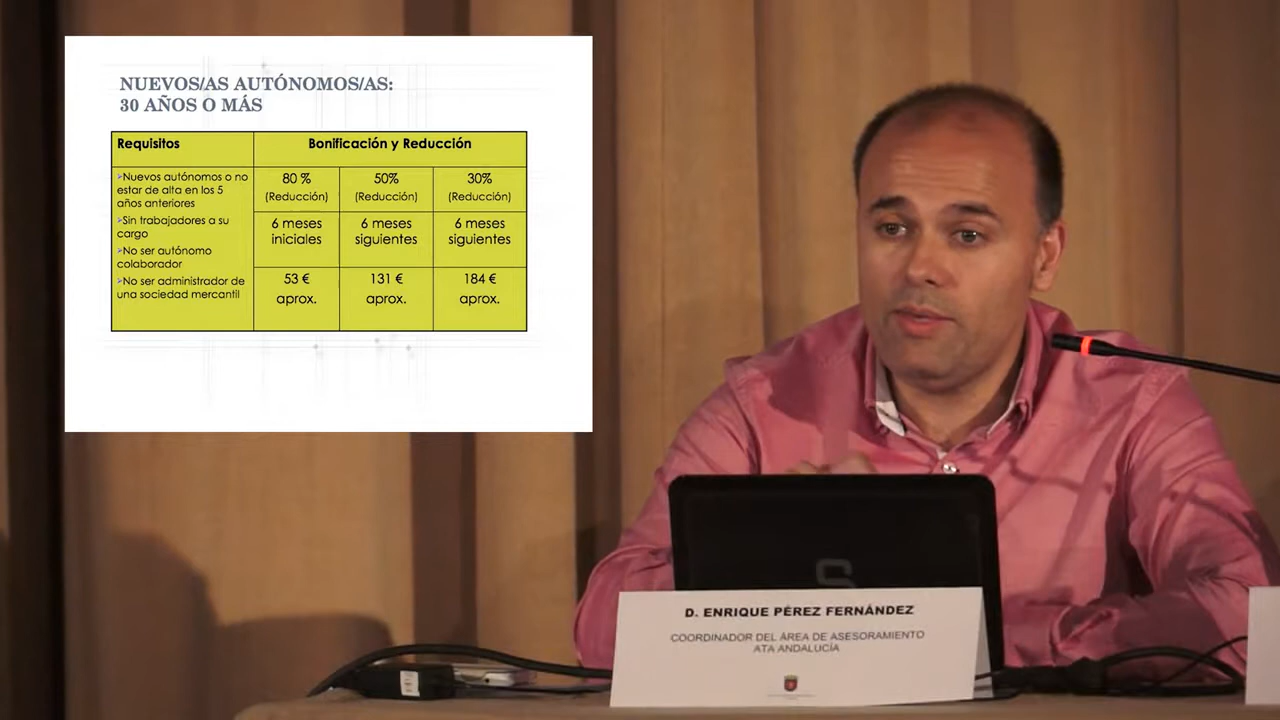 NUEVOS/AS AUTÓNOMOS/AS:
30 AÑOS O MÁS
Requisitos
Bonificación y Reducción
Nuevos autónomos o no
estar de alta en los 5
años anteriores
Sin trabajadores a su
cargo
No ser autónomo
colaborador
No ser administrador de
una sociedad mercantil
80 %
(Reducción)
50%
(Reducción)
30%
(Reducción)
6 meses
iniciales
6 meses
siguientes
6 meses
siguientes
53 €
aprox.
131 €
aprox.
184 €
aprox.
D. ENRIQUE PÉREZ FERNÁNDEZ
COORDINADOR DEL ÁREA DE ASESORAMIENTO
ATA ANDALUCÍA